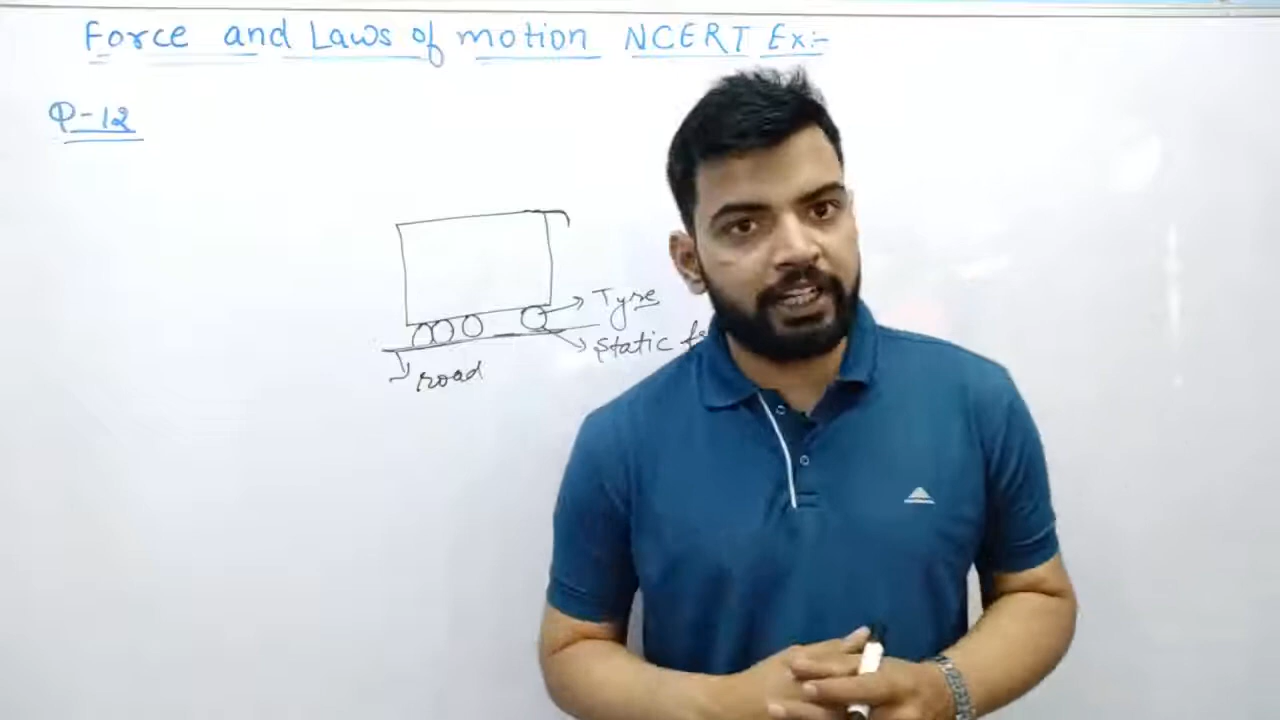 Force and Laws of motion NCERT Ex:-
Q-12
Tyre
Static
road